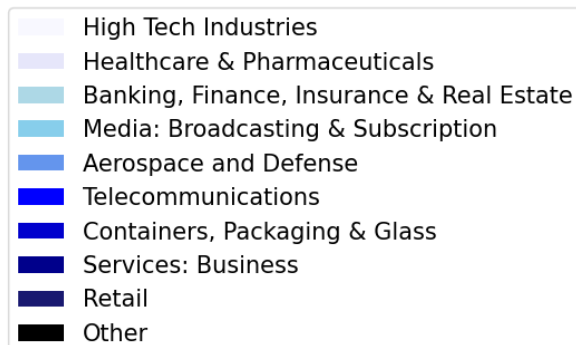 High Tech Industries
Healthcare & Pharmaceuticals
Banking, Finance, Insurance & Real Estate
Media: Broadcasting & Subscription
Aerospace and Defense
Telecommunications
Containers, Packaging & Glass
Services: Business
Retail
Other